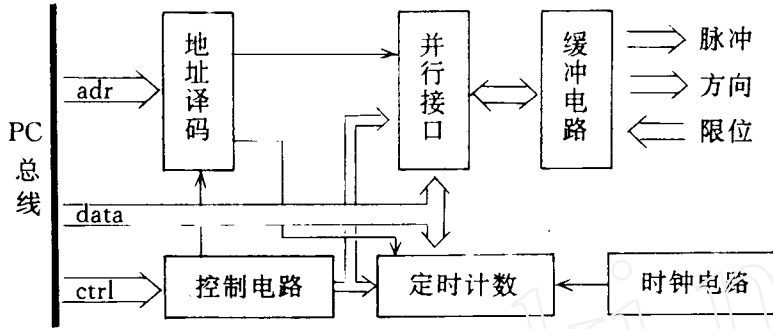 PC
总
线
adr
data
ctrl
地址译码
并行接口
缓冲电路
脉冲
方向
限位
控制电路
定时计数
时钟电路